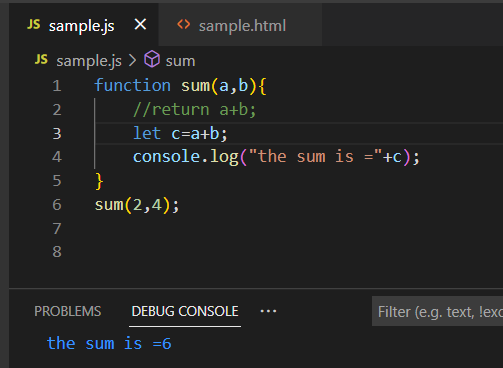 JS sample.js × <> sample.html
JS sample.js > sum
1 function sum(a,b){
2 //return a+b;
3 let c=a+b;
4 console.log("the sum is ="+c);
5 }
6 sum(2,4);
7
8
PROBLEMS DEBUG CONSOLE ··· Filter (e.g. text, !exc
the sum is =6